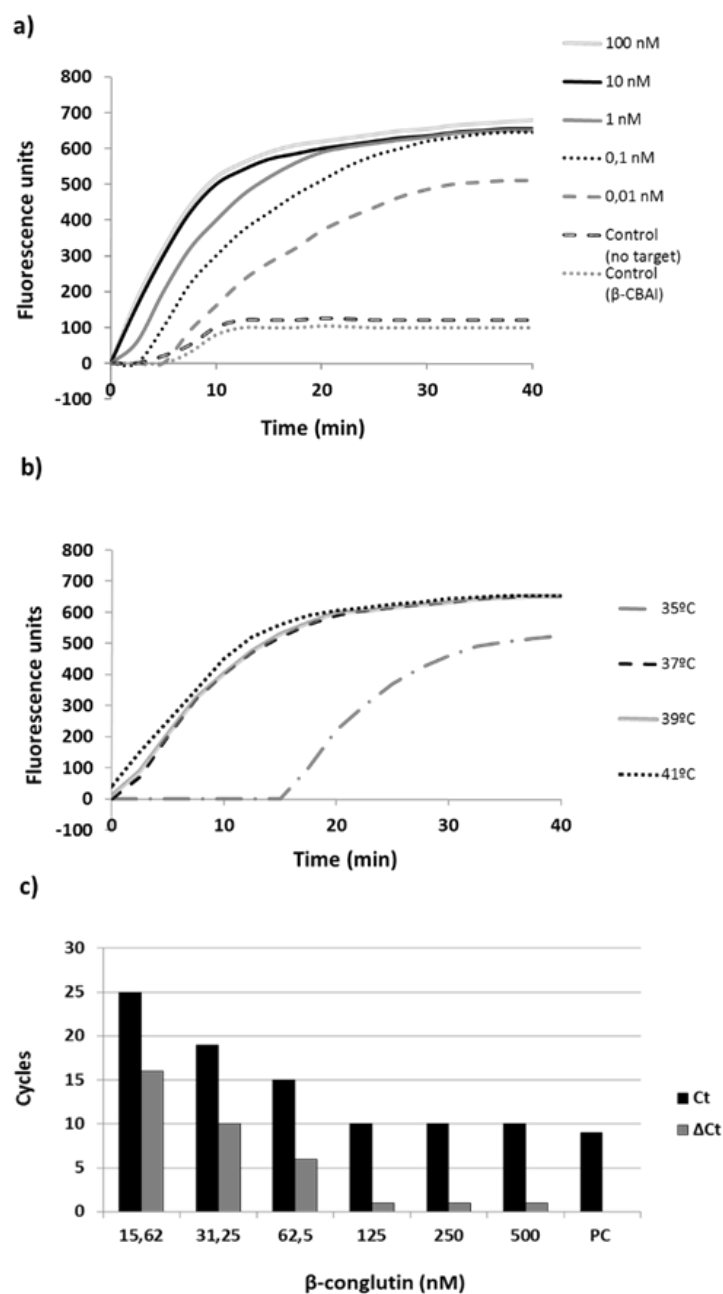 a)
100 nM
10 nM
1 nM
0,1 nM
0,01 nM
Control
(no target)
Control
(β-CBAI)
800
700
600
500
400
300
200
100
0
-100
Fluorescence units
0
10
20
30
40
Time (min)
b)
800
700
600
500
400
300
200
100
0
-100
Fluorescence units
0
10
20
30
40
Time (min)
35ºC
37ºC
39ºC
41ºC
c)
30
25
20
15
10
5
0
Cycles
15,62
31,25
62,5
125
250
500
PC
β-conglutin (nM)
Ct
ΔCt